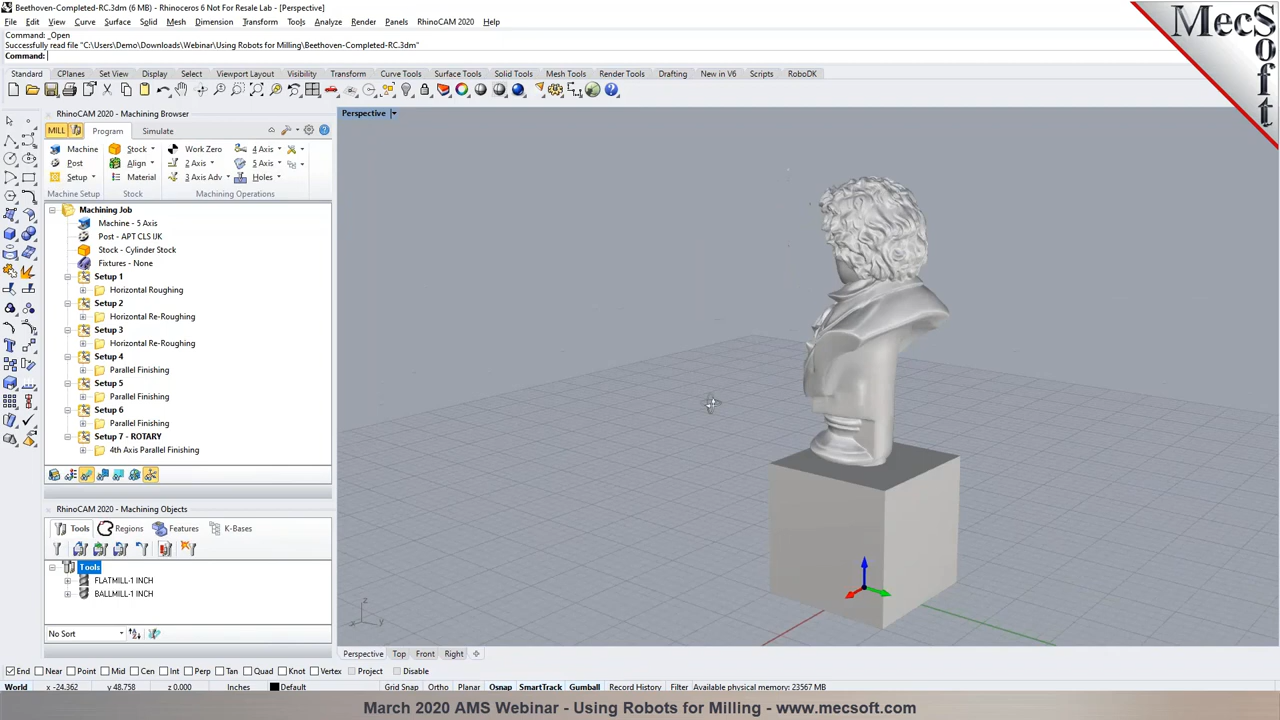 Beethoven-Completed-RC.3dm (6 MB) - Rhinoceros 6 Not For Resale Lab - [Perspective]
File Edit View Curve Surface Solid Mesh Dimension Transform Tools Analyze Render Panels RhinoCAM 2020 Help
Command: _Open
Successfully read file "C:\Users\Demo\Downloads\Webinar\Using Robots for Milling\Beethoven-Completed-RC.3dm"
Command:
Standard CPlanes Set View Display Select Viewport Layout Visibility Transform Curve Tools Surface Tools Solid Tools Mesh Tools Render Tools Drafting New in V6 Scripts RoboDK
MecSoft
RhinoCAM 2020 - Machining Browser
MILL Program Simulate
Machine Stock Work Zero 4 Axis
Post Align 2 Axis 5 Axis
Setup Material 3 Axis Adv Holes
Machine Setup Stock Machining Operations
Machining Job
Machine - 5 Axis
Post - APT CLS IJK
Stock - Cylinder Stock
Fixtures - None
Setup 1
Horizontal Roughing
Setup 2
Horizontal Re-Roughing
Setup 3
Horizontal Re-Roughing
Setup 4
Parallel Finishing
Setup 5
Parallel Finishing
Setup 6
Parallel Finishing
Setup 7 - ROTARY
4th Axis Parallel Finishing
RhinoCAM 2020 - Machining Objects
Tools Regions Features K-Bases
Tools
FLATMILL-1 INCH
BALLMILL-1 INCH
No Sort
Perspective
z
x y
Perspective Top Front Right
End Near Point Mid Cen Int Perp Tan Quad Knot Vertex Project Disable
World x -24.362 y 48.758 z 0.000 Inches Default Grid Snap Ortho Planar Osnap SmartTrack Gumball Record History Filter Available physical memory: 23567 MB
March 2020 AMS Webinar - Using Robots for Milling - www.mecsoft.com